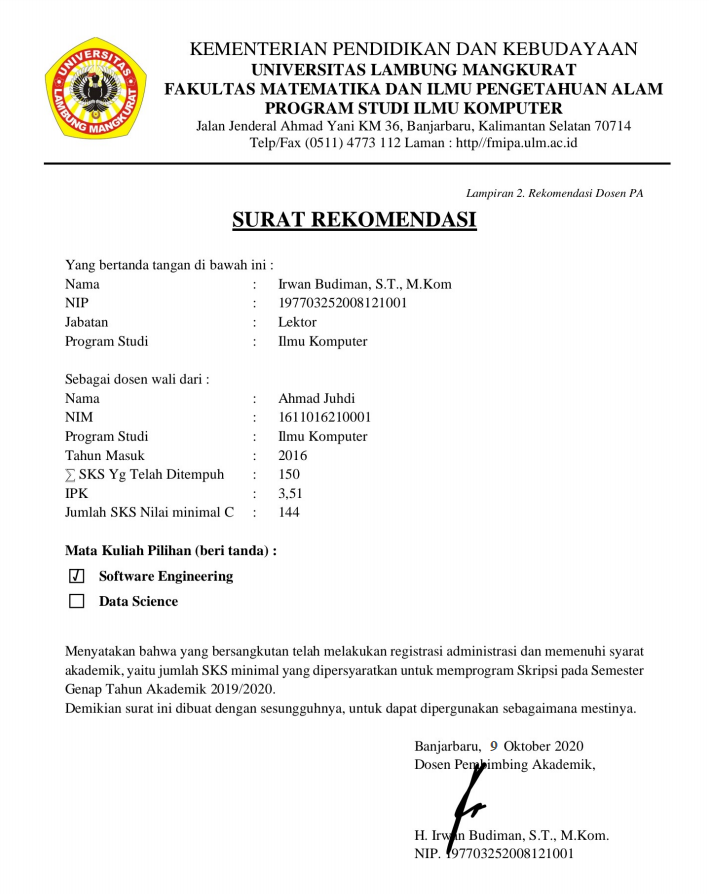 UNIVERSITAS
LAMBUNG MANGKURAT
KEMENTERIAN PENDIDIKAN DAN KEBUDAYAAN
UNIVERSITAS LAMBUNG MANGKURAT
FAKULTAS MATEMATIKA DAN ILMU PENGETAHUAN ALAM
PROGRAM STUDI ILMU KOMPUTER
Jalan Jenderal Ahmad Yani KM 36, Banjarbaru, Kalimantan Selatan 70714
Telp/Fax (0511) 4773 112 Laman : http//fmipa.ulm.ac.id
Lampiran 2. Rekomendasi Dosen PA
SURAT REKOMENDASI
Yang bertanda tangan di bawah ini :
Nama : Irwan Budiman, S.T., M.Kom
NIP : 197703252008121001
Jabatan : Lektor
Program Studi : Ilmu Komputer
Sebagai dosen wali dari :
Nama : Ahmad Juhdi
NIM : 1611016210001
Program Studi : Ilmu Komputer
Tahun Masuk : 2016
∑ SKS Yg Telah Ditempuh : 150
IPK : 3,51
Jumlah SKS Nilai minimal C : 144
Mata Kuliah Pilihan (beri tanda) :
☑ Software Engineering
☐ Data Science
Menyatakan bahwa yang bersangkutan telah melakukan registrasi administrasi dan memenuhi syarat
akademik, yaitu jumlah SKS minimal yang dipersyaratkan untuk memprogram Skripsi pada Semester
Genap Tahun Akademik 2019/2020.
Demikian surat ini dibuat dengan sesungguhnya, untuk dapat dipergunakan sebagaimana mestinya.
Banjarbaru, 9 Oktober 2020
Dosen Pembimbing Akademik,
H. Irwan Budiman, S.T., M.Kom.
NIP. 197703252008121001